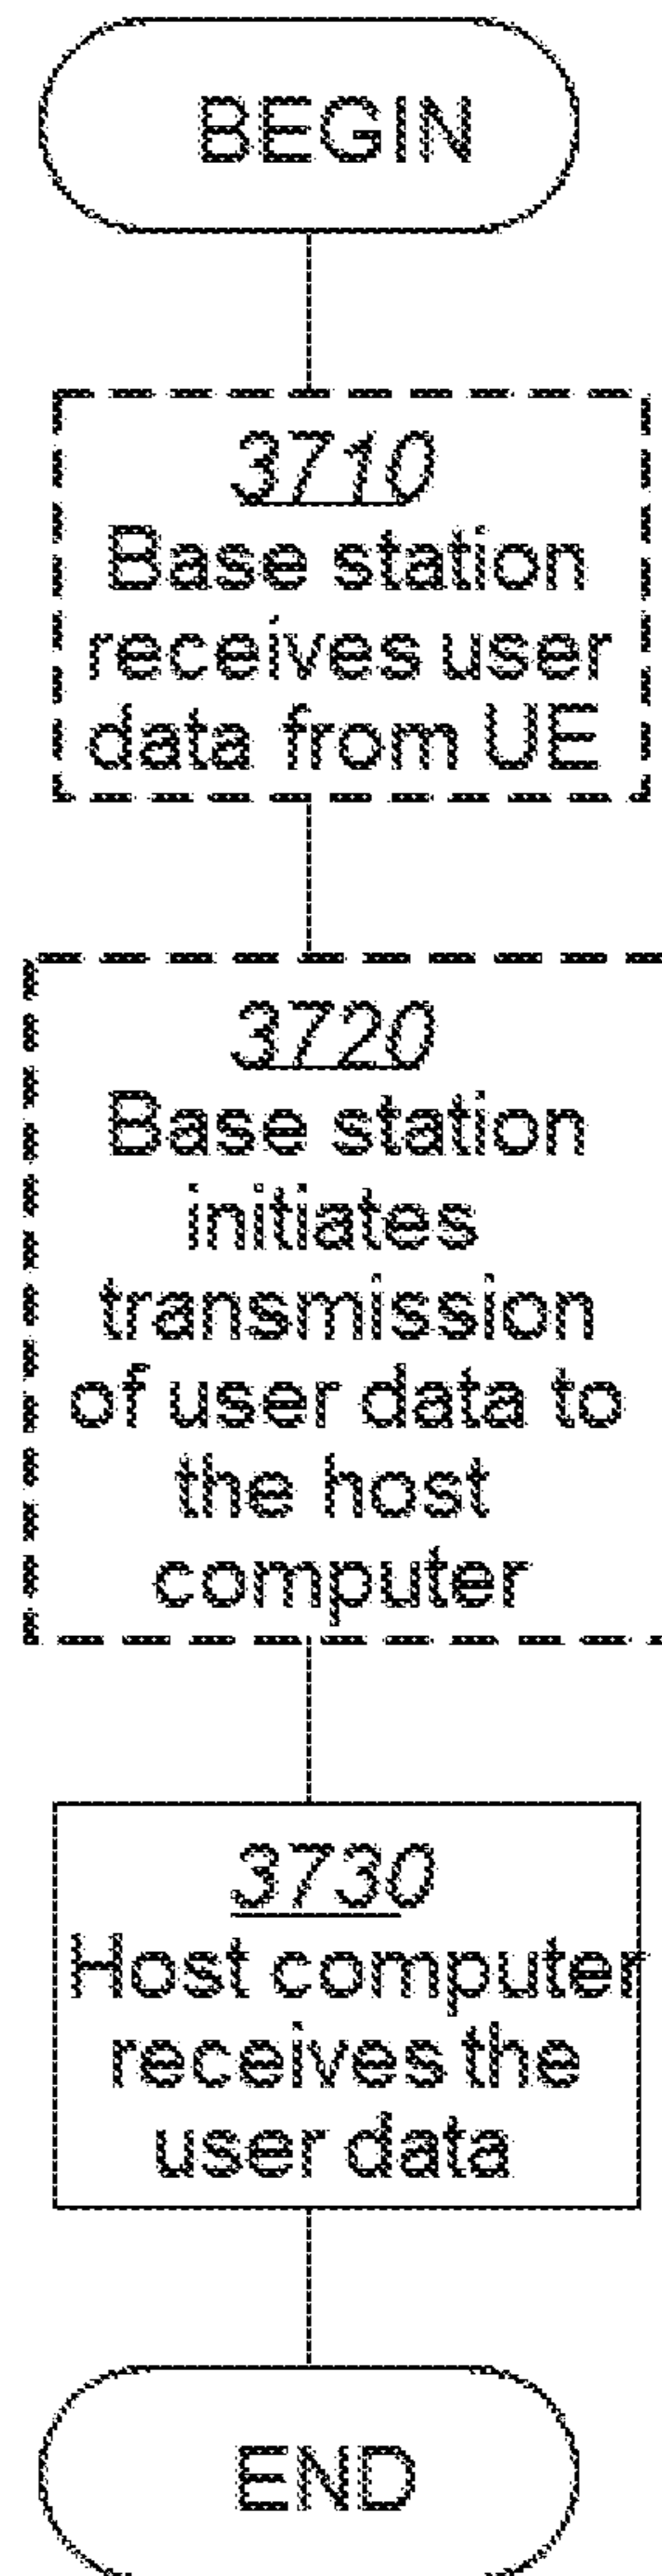 BEGIN
3710
Base station
receives user
data from UE
3720
Base station
initiates
transmission
of user data to
the host
computer
3730
Host computer
receives the
user data
END